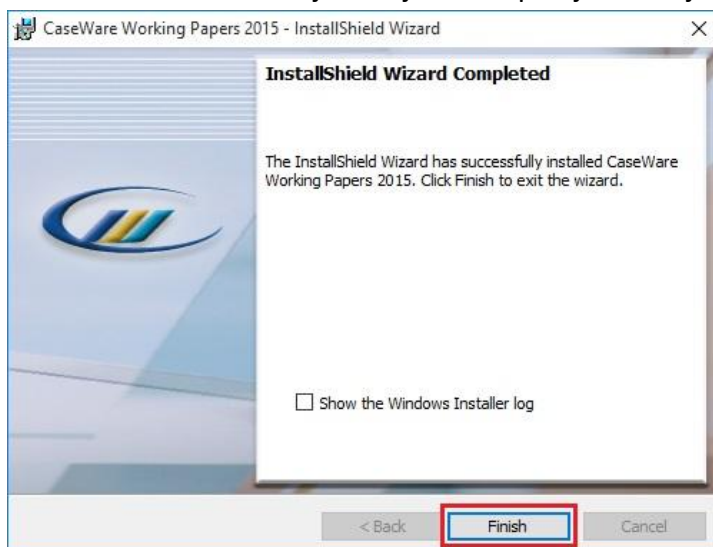 CaseWare Working Papers 2015 - InstallShield Wizard
InstallShield Wizard Completed
The InstallShield Wizard has successfully installed CaseWare
Working Papers 2015. Click Finish to exit the wizard.
Show the Windows Installer log
< Back
Finish
Cancel